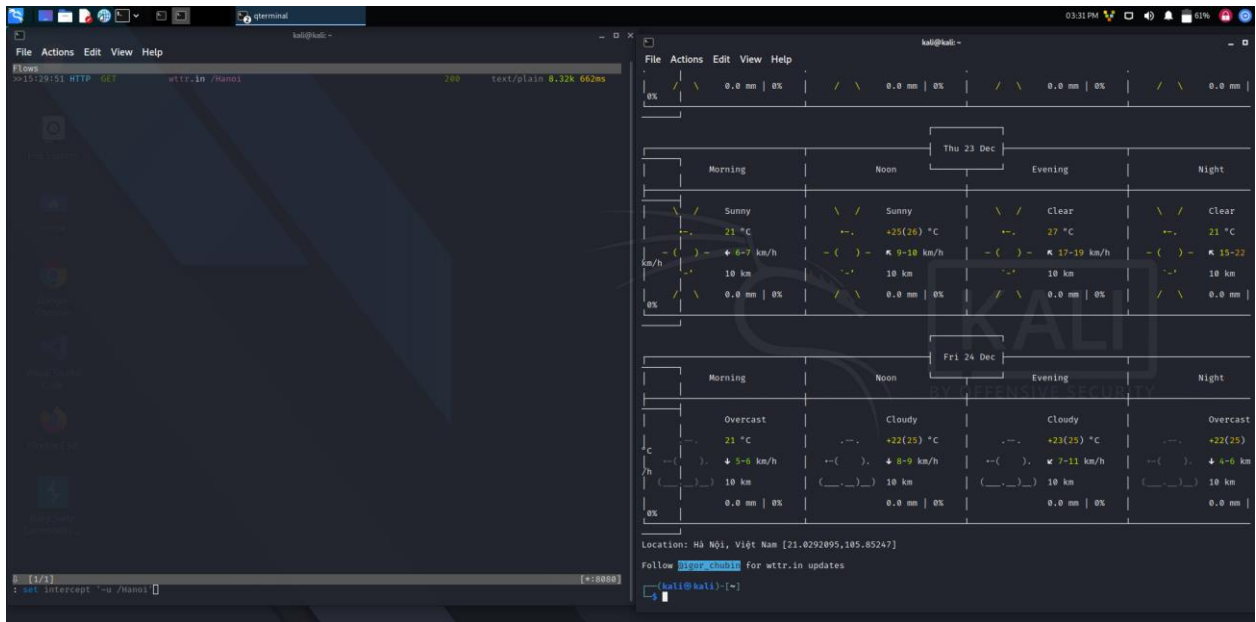 qterminal
03:31 PM
61%
kali@kali: ~
File Actions Edit View Help
Flows
>>15:29:51 HTTP GET wttr.in /Hanoi 200 text/plain 8.32k 662ms
⇩ [1/1] [*:8080]
: set intercept '~u /Hanoi'
kali@kali: ~
File Actions Edit View Help
0.0 mm | 0% 0.0 mm | 0% 0.0 mm | 0% 0.0 mm |
0%
Thu 23 Dec
Morning Noon Evening Night
Sunny Sunny Clear Clear
21 °C +25(26) °C 27 °C 21 °C
← 6-7 km/h ↖ 9-10 km/h ↖ 17-19 km/h ↖ 15-22
km/h
10 km 10 km 10 km 10 km
0.0 mm | 0% 0.0 mm | 0% 0.0 mm | 0% 0.0 mm |
0%
KALI
BY OFFENSIVE SECURITY
Fri 24 Dec
Morning Noon Evening Night
Overcast Cloudy Cloudy Overcast
21 °C +22(25) °C +23(25) °C +22(25)
°C
↓ 5-6 km/h ↓ 8-9 km/h ↙ 7-11 km/h ↓ 4-6 km
/h
10 km 10 km 10 km 10 km
0.0 mm | 0% 0.0 mm | 0% 0.0 mm | 0% 0.0 mm |
0%
Location: Hà Nội, Việt Nam [21.0292095,105.85247]
Follow @igor_chubin for wttr.in updates
(kali㉿kali)-[~]
$